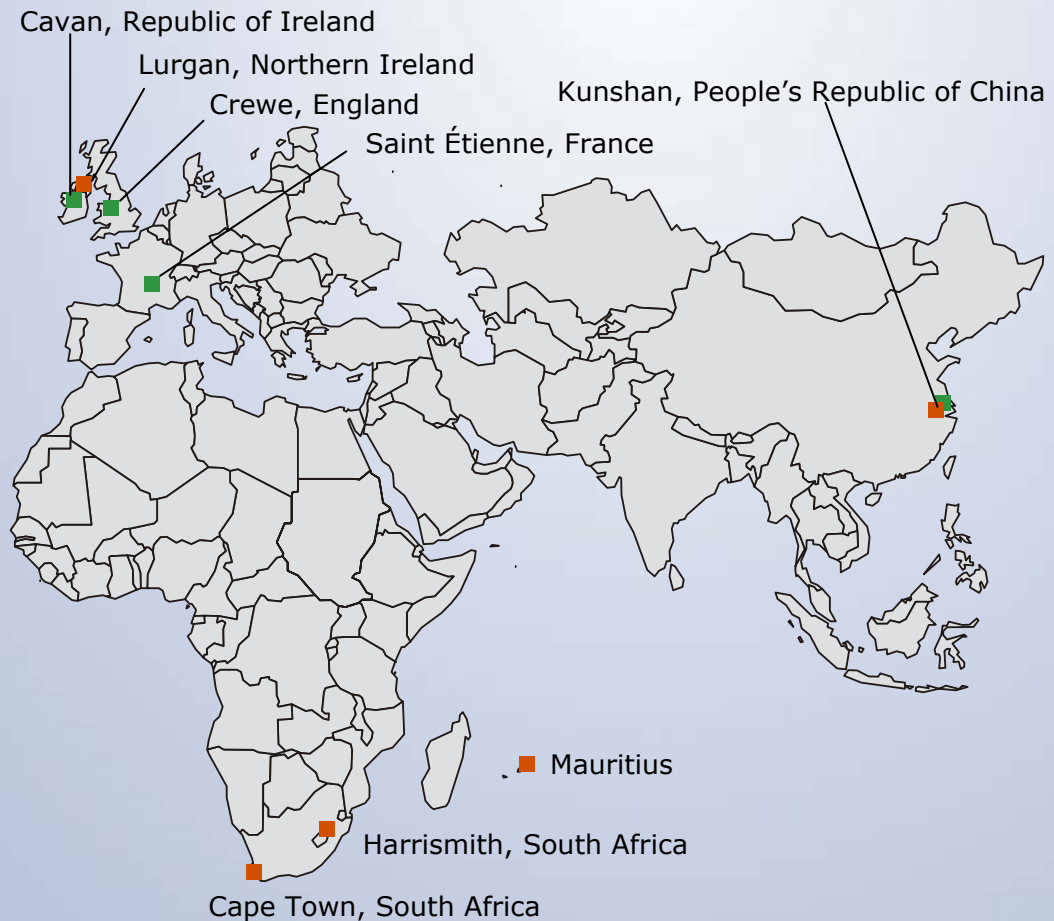 Cavan, Republic of Ireland
Lurgan, Northern Ireland
Crewe, England
Kunshan, People’s Republic of China
Saint Étienne, France
Mauritius
Harrismith, South Africa
Cape Town, South Africa